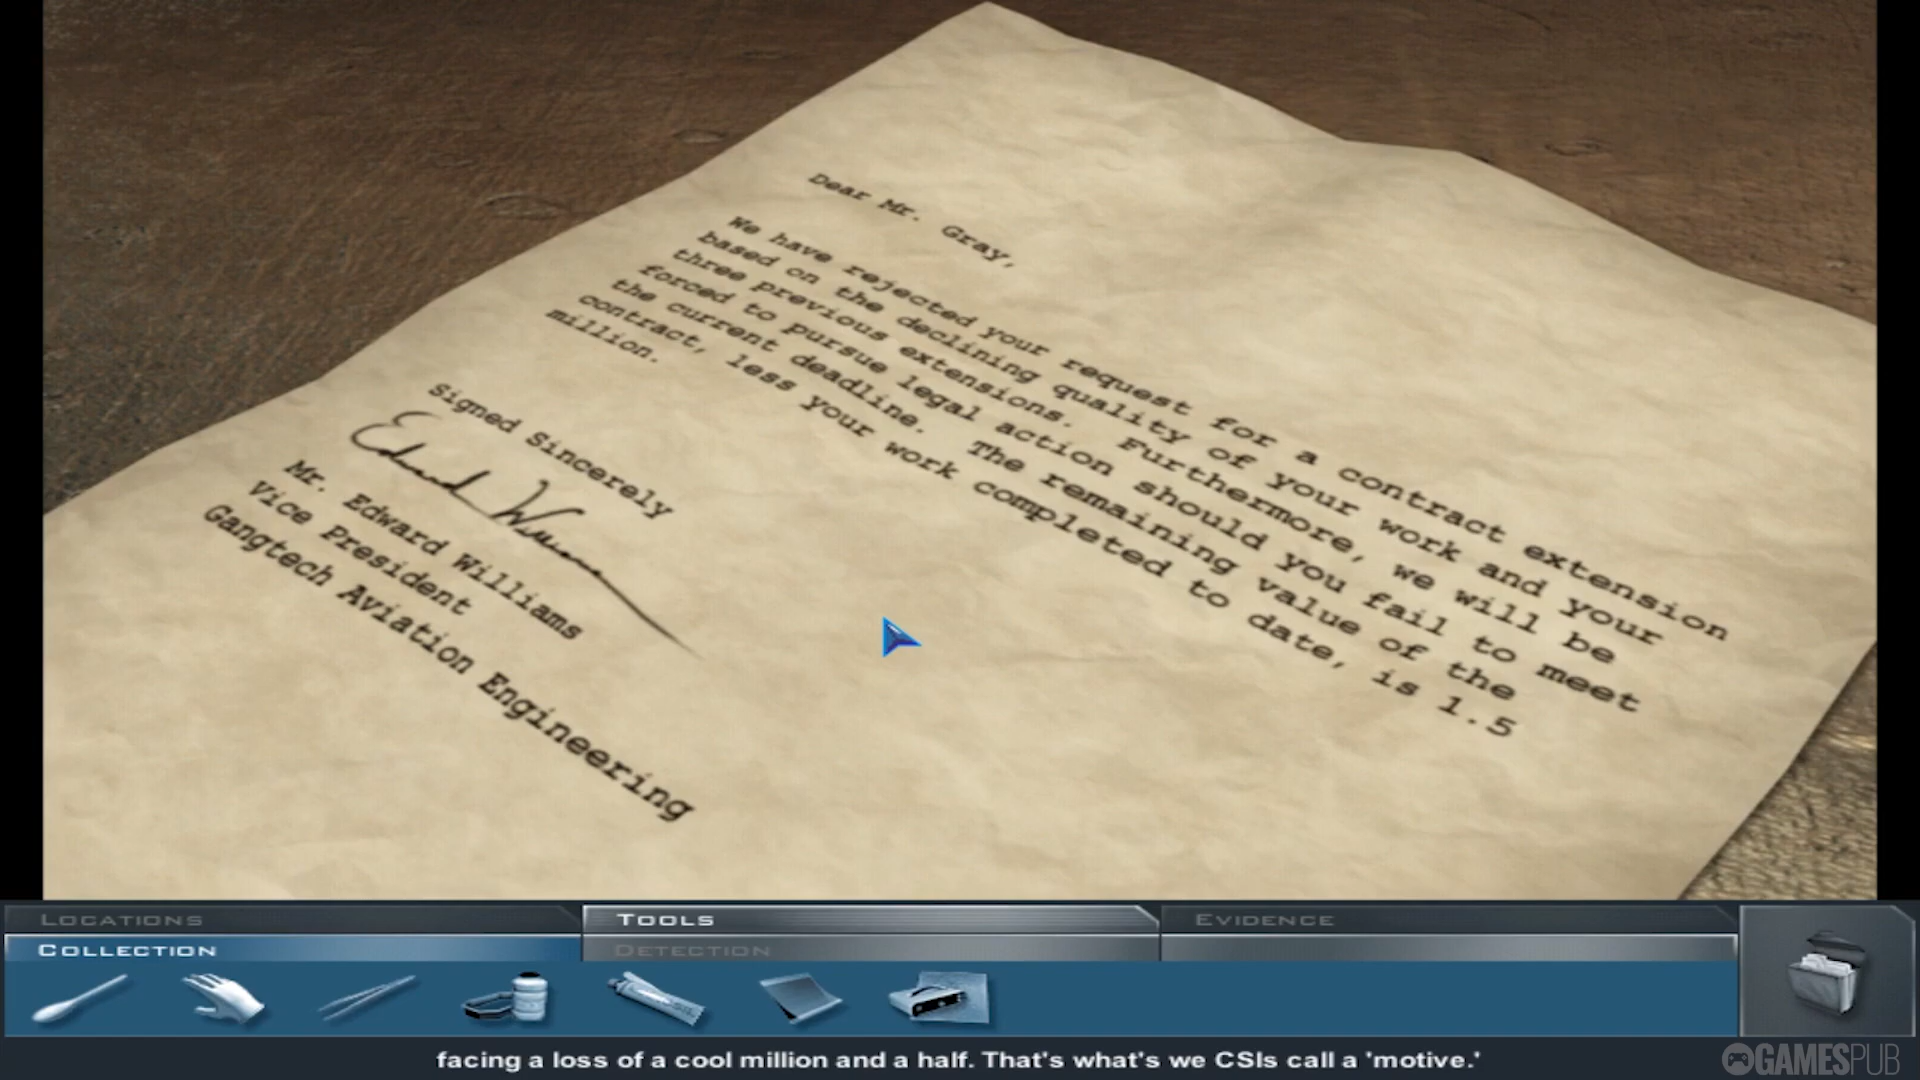 Dear Mr. Gray,
We have rejected your request for a contract extension
based on the declining quality of your work and your
three previous extensions. Furthermore, we will be
forced to pursue legal action should you fail to meet
the current deadline. The remaining value of the
contract, less your work completed to date, is 1.5
million.
Signed Sincerely
Edward Williams
Mr. Edward Williams
Vice President
Gangtech Aviation Engineering
LOCATIONS
TOOLS
EVIDENCE
COLLECTION
DETECTION
facing a loss of a cool million and a half. That's what's we CSIs call a 'motive.'
GAMESPUB